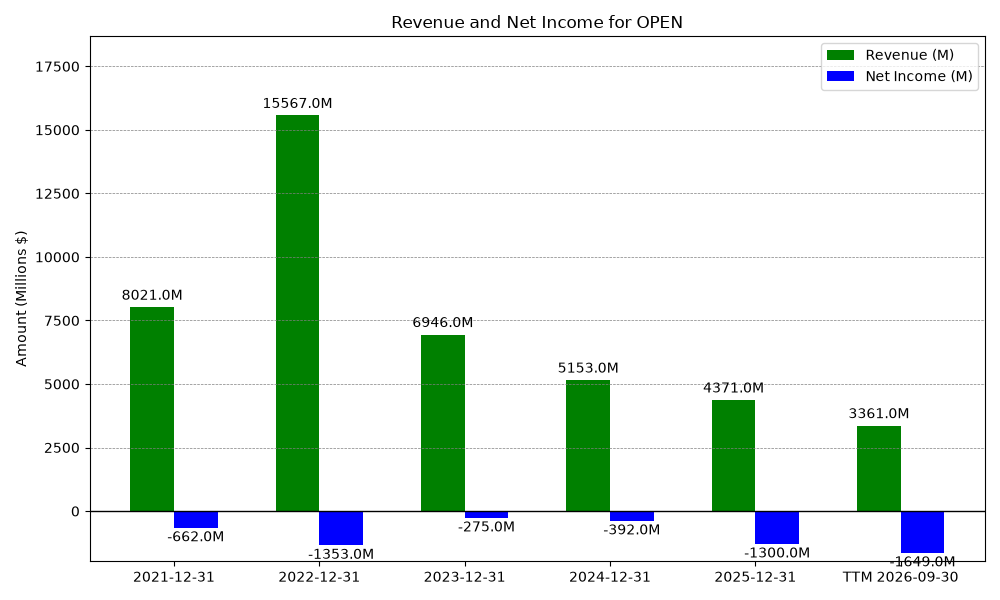 Revenue and Net Income for OPEN
Revenue (M)
Net Income (M)
Amount (Millions $)
17500
15000
12500
10000
7500
5000
2500
0
8021.0M
15567.0M
6946.0M
5153.0M
4371.0M
3361.0M
-662.0M
-1353.0M
-275.0M
-392.0M
-1300.0M
-1649.0M
2021-12-31
2022-12-31
2023-12-31
2024-12-31
2025-12-31
TTM 2026-09-30